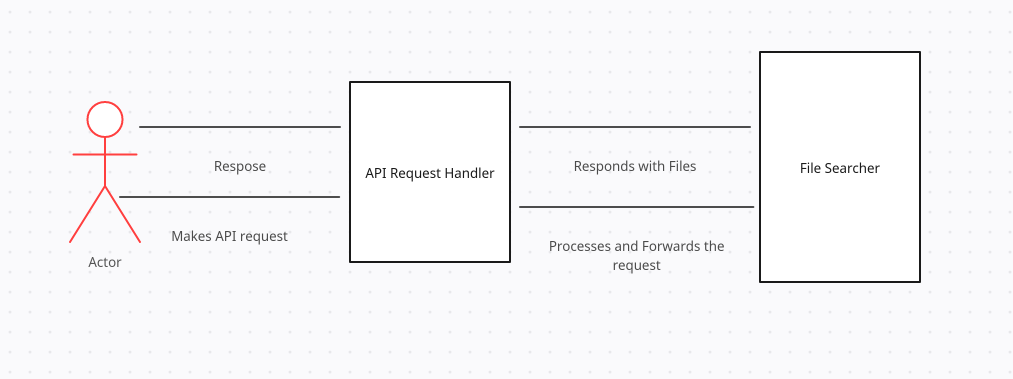 Respose
API Request Handler
Responds with Files
File Searcher
Makes API request
Processes and Forwards the
request
Actor